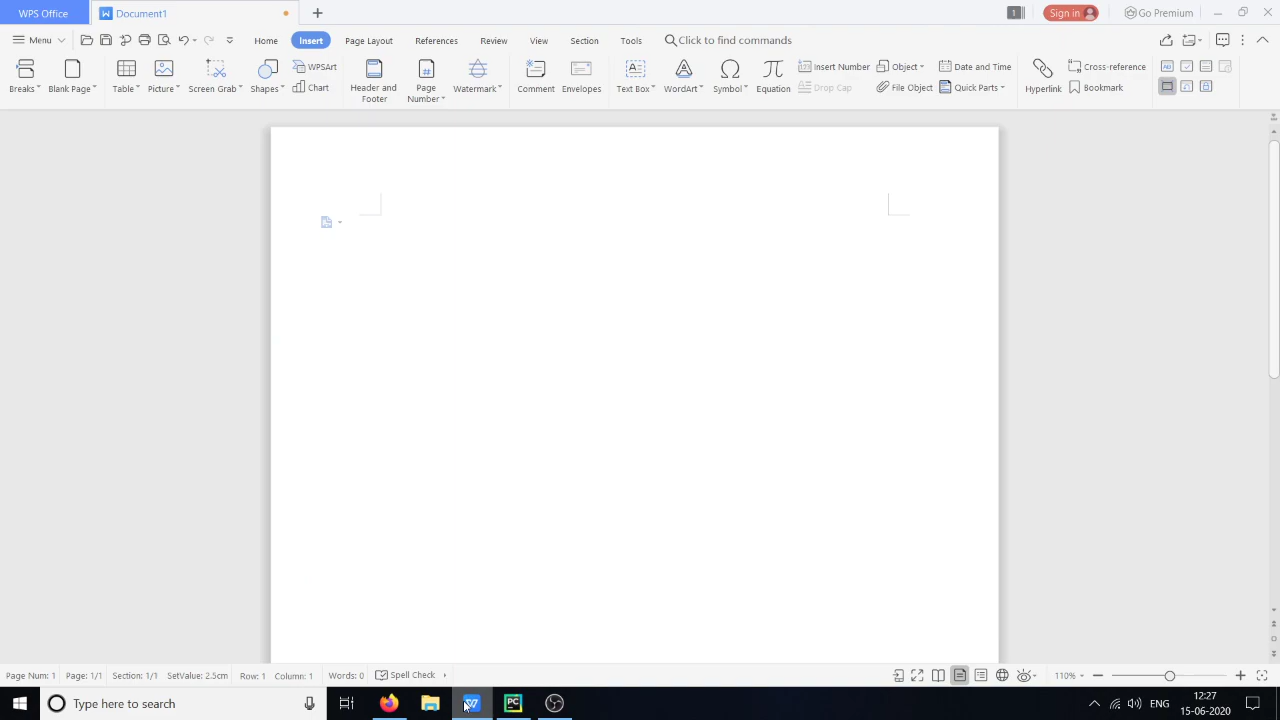 WPS Office
Document1
1
Sign in
Go Premium
Menu
Home
Insert
Page Layout
References
Review
View
Section
Tools
Click to find commands
Breaks
Blank Page
Table
Picture
Screen Grab
Shapes
WPSArt
Chart
Header and Footer
Page Number
Watermark
Comment
Envelopes
Text Box
WordArt
Symbol
Equation
Insert Number
Drop Cap
Object
File Object
Date and Time
Quick Parts
Hyperlink
Cross-reference
Bookmark
Page Num: 1
Page: 1/1
Section: 1/1
SetValue: 2.5cm
Row: 1
Column: 1
Words: 0
Spell Check
110%
Type here to search
ENG
12:27
15-06-2020